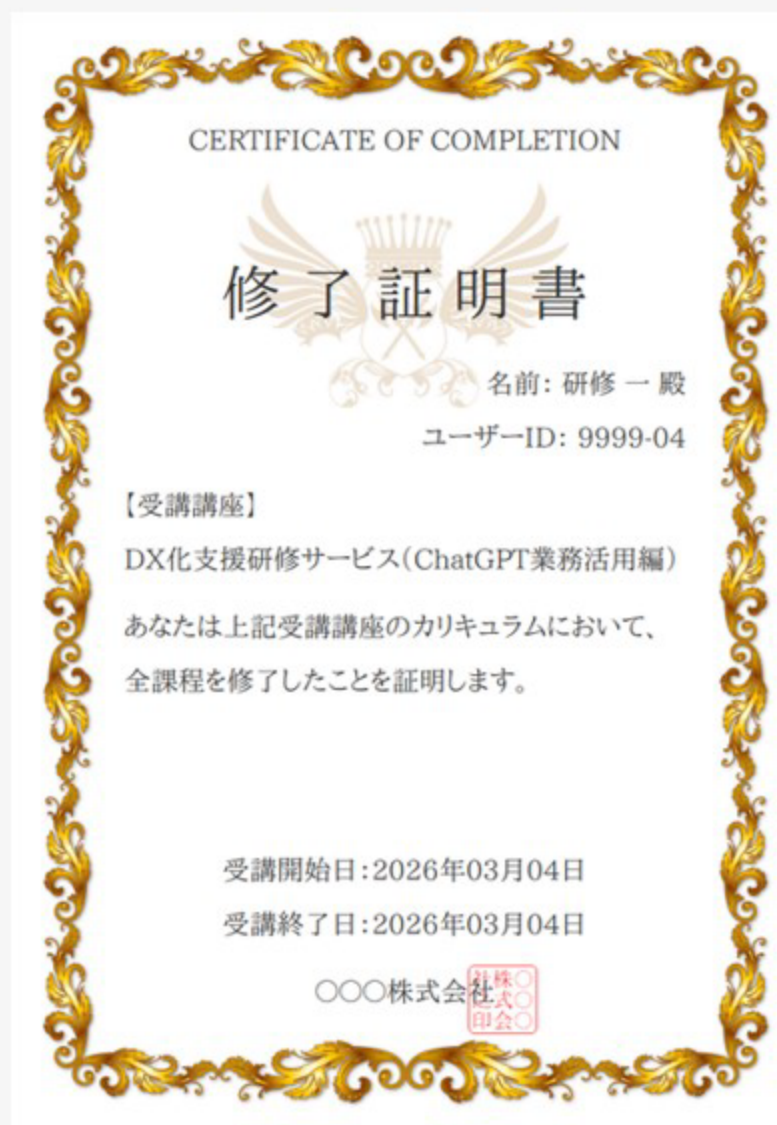 CERTIFICATE OF COMPLETION
修了証明書
名前: 研修 一 殿
ユーザーID: 9999-04
【受講講座】
DX化支援研修サービス(ChatGPT業務活用編)
あなたは上記受講講座のカリキュラムにおいて、
全課程を修了したことを証明します。
受講開始日:2026年03月04日
受講終了日:2026年03月04日
〇〇〇株式会社